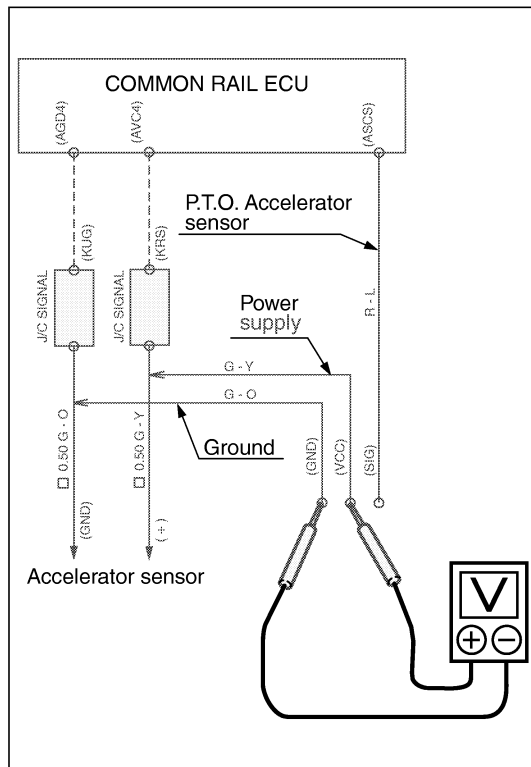 COMMON RAIL ECU
(AGD4)
(AVC4)
(ASCS)
P.T.O. Accelerator
sensor
(KUG)
(KRS)
J/C SIGNAL
J/C SIGNAL
R - L
Power
supply
G - Y
G - O
Ground
0.50 G - O
0.50 G - Y
(GND)
(VCC)
(SIG)
(GND)
(+)
Accelerator sensor
V
+
−